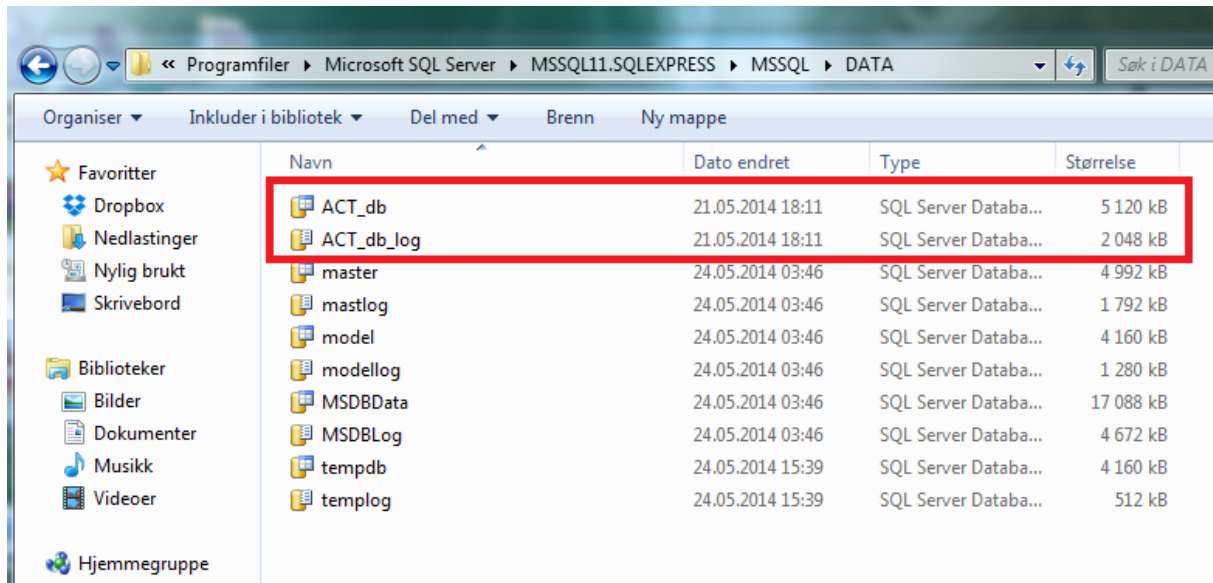 « Programfiler ▸ Microsoft SQL Server ▸ MSSQL11.SQLEXPRESS ▸ MSSQL ▸ DATA Søk i DATA
Organiser Inkluder i bibliotek Del med Brenn Ny mappe
Navn Dato endret Type Størrelse
Favoritter
Dropbox
Nedlastinger
Nylig brukt
Skrivebord
Biblioteker
Bilder
Dokumenter
Musikk
Videoer
Hjemmegruppe
ACT_db 21.05.2014 18:11 SQL Server Databa... 5 120 kB
ACT_db_log 21.05.2014 18:11 SQL Server Databa... 2 048 kB
master 24.05.2014 03:46 SQL Server Databa... 4 992 kB
mastlog 24.05.2014 03:46 SQL Server Databa... 1 792 kB
model 24.05.2014 03:46 SQL Server Databa... 4 160 kB
modellog 24.05.2014 03:46 SQL Server Databa... 1 280 kB
MSDBData 24.05.2014 03:46 SQL Server Databa... 17 088 kB
MSDBLog 24.05.2014 03:46 SQL Server Databa... 4 672 kB
tempdb 24.05.2014 15:39 SQL Server Databa... 4 160 kB
templog 24.05.2014 15:39 SQL Server Databa... 512 kB